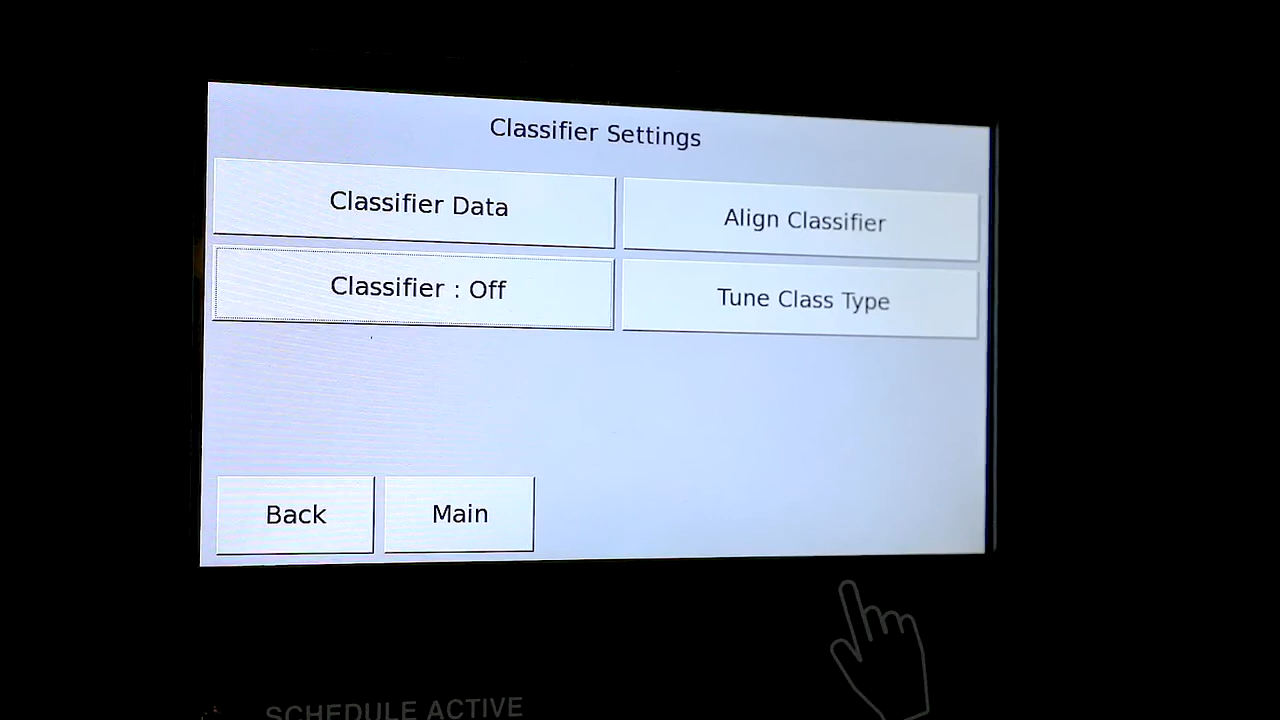 Classifier Settings
Classifier Data
Align Classifier
Classifier : Off
Tune Class Type
Back
Main
SCHEDULE ACTIVE